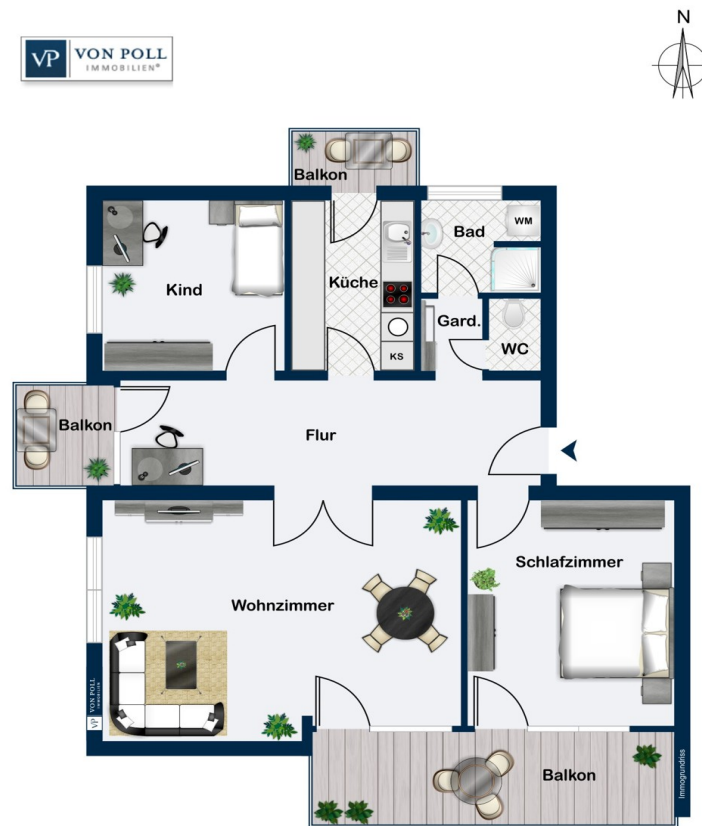 N
VP VON POLL
IMMOBILIEN®
Balkon
Bad
WM
Kind
Küche
Gard.
WC
KS
Balkon
Flur
Schlafzimmer
Wohnzimmer
VP VON POLL
IMMOBILIEN
Balkon
Immogrundriss